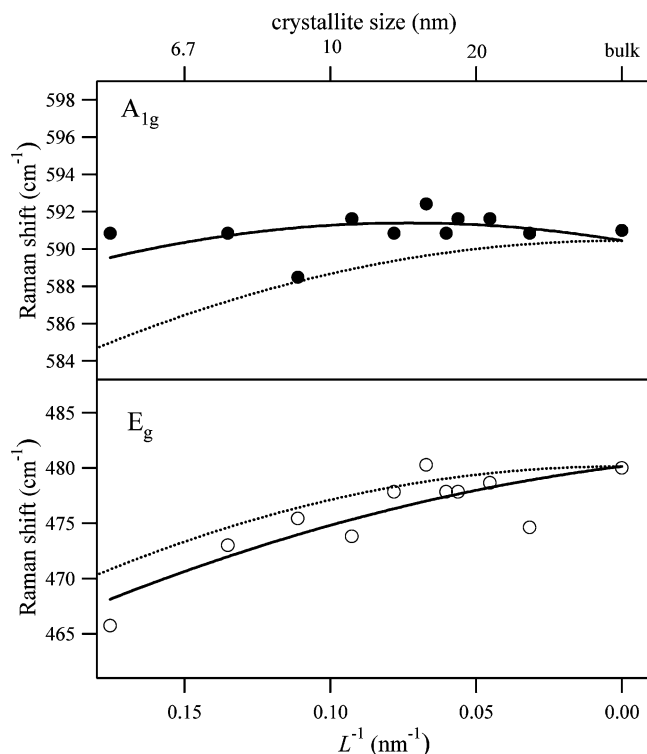 crystallite size (nm)
6.7 10 20 bulk
A1g
Raman shift (cm-1)
598
596
594
592
590
588
586
584
Eg
Raman shift (cm-1)
485
480
475
470
465
0.15 0.10 0.05 0.00
L-1 (nm-1)